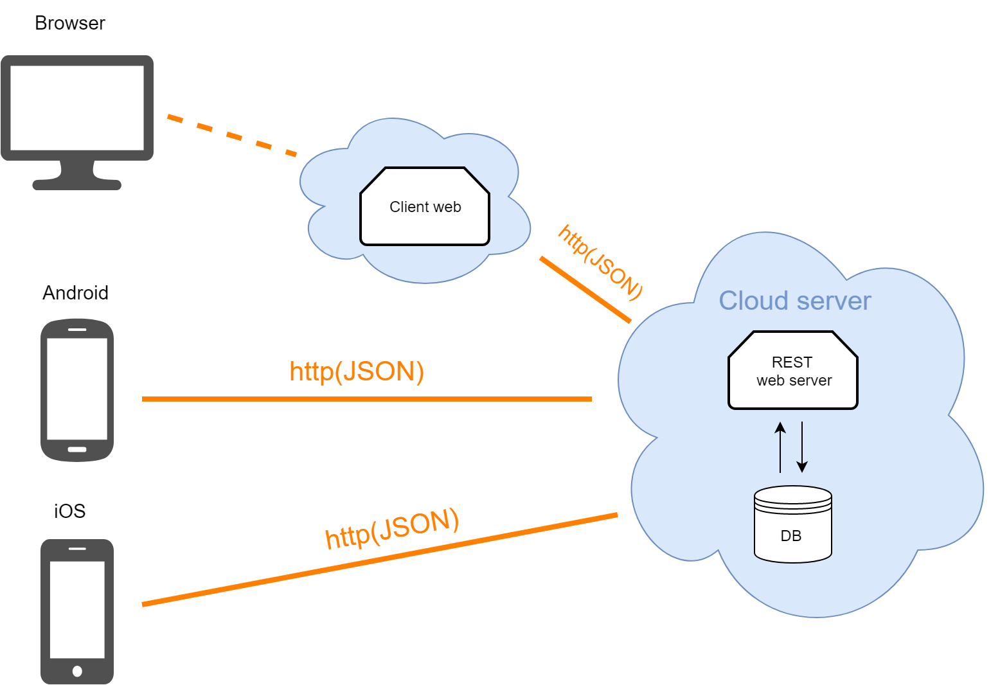 Browser
Client web
http(JSON)
Android
Cloud server
http(JSON)
REST
web server
iOS
http(JSON)
DB